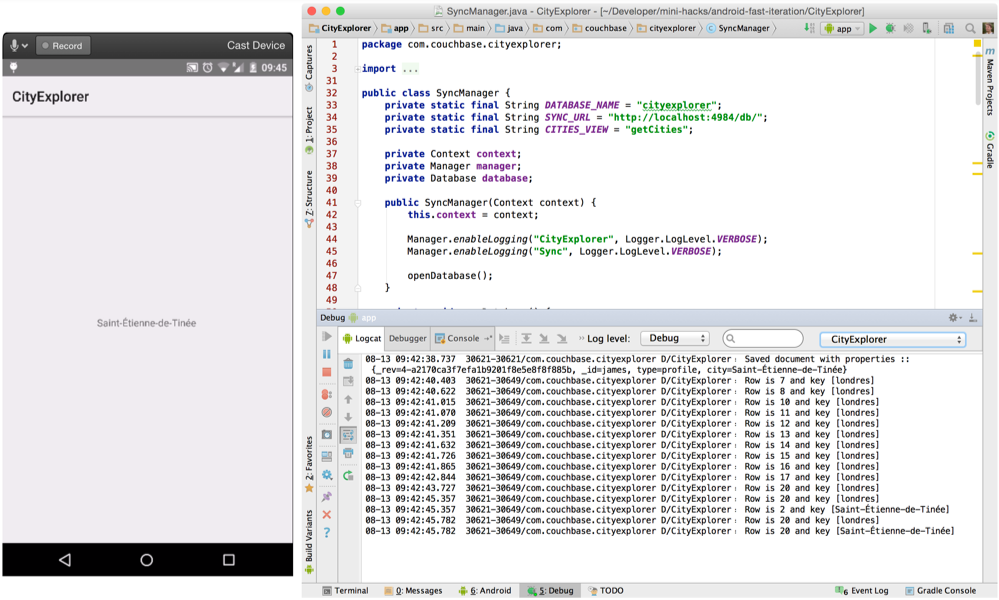 Record
Cast Device
09:45
CityExplorer
Saint-Étienne-de-Tinée
SyncManager.java - CityExplorer - [~/Developer/mini-hacks/android-fast-iteration/CityExplorer]
CityExplorer app src main java com couchbase cityexplorer SyncManager app
Captures
1: Project
Z: Structure
2: Favorites
Build Variants
Maven Projects
Gradle
1 package com.couchbase.cityexplorer;
2
3 import ...
31
32 public class SyncManager {
33 private static final String DATABASE_NAME = "cityexplorer";
34 private static final String SYNC_URL = "http://localhost:4984/db/";
35 private static final String CITIES_VIEW = "getCities";
36
37 private Context context;
38 private Manager manager;
39 private Database database;
40
41 public SyncManager(Context context) {
42 this.context = context;
43
44 Manager.enableLogging("CityExplorer", Logger.LogLevel.VERBOSE);
45 Manager.enableLogging("Sync", Logger.LogLevel.VERBOSE);
46
47 openDatabase();
48 }
49
Debug app
Logcat Debugger Console Log level: Debug CityExplorer
08-13 09:42:38.737 30621-30621/com.couchbase.cityexplorer D/CityExplorer: Saved document with properties ::
{_rev=4-a2170ca3f7efa1b9201f8e5e8f8f885b, _id=james, type=profile, city=Saint-Étienne-de-Tinée}
08-13 09:42:40.403 30621-30649/com.couchbase.cityexplorer D/CityExplorer: Row is 7 and key [londres]
08-13 09:42:40.622 30621-30649/com.couchbase.cityexplorer D/CityExplorer: Row is 8 and key [londres]
08-13 09:42:41.015 30621-30649/com.couchbase.cityexplorer D/CityExplorer: Row is 10 and key [londres]
08-13 09:42:41.070 30621-30649/com.couchbase.cityexplorer D/CityExplorer: Row is 11 and key [londres]
08-13 09:42:41.209 30621-30649/com.couchbase.cityexplorer D/CityExplorer: Row is 12 and key [londres]
08-13 09:42:41.351 30621-30649/com.couchbase.cityexplorer D/CityExplorer: Row is 13 and key [londres]
08-13 09:42:41.632 30621-30649/com.couchbase.cityexplorer D/CityExplorer: Row is 14 and key [londres]
08-13 09:42:41.726 30621-30649/com.couchbase.cityexplorer D/CityExplorer: Row is 15 and key [londres]
08-13 09:42:41.865 30621-30649/com.couchbase.cityexplorer D/CityExplorer: Row is 16 and key [londres]
08-13 09:42:42.844 30621-30649/com.couchbase.cityexplorer D/CityExplorer: Row is 17 and key [londres]
08-13 09:42:43.727 30621-30649/com.couchbase.cityexplorer D/CityExplorer: Row is 20 and key [londres]
08-13 09:42:45.357 30621-30649/com.couchbase.cityexplorer D/CityExplorer: Row is 20 and key [londres]
08-13 09:42:45.357 30621-30649/com.couchbase.cityexplorer D/CityExplorer: Row is 2 and key [Saint-Étienne-de-Tinée]
08-13 09:42:45.782 30621-30649/com.couchbase.cityexplorer D/CityExplorer: Row is 20 and key [londres]
08-13 09:42:45.782 30621-30649/com.couchbase.cityexplorer D/CityExplorer: Row is 20 and key [Saint-Étienne-de-Tinée]
Terminal 0: Messages 6: Android 5: Debug TODO 6 Event Log Gradle Console